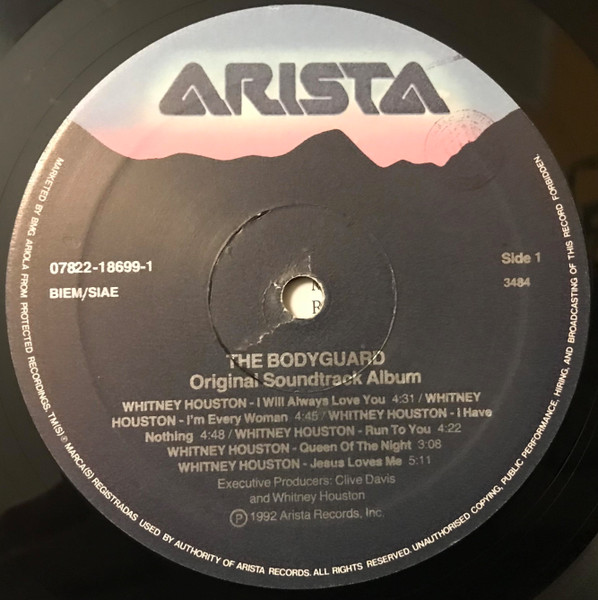 ARISTA
07822-18699-1
BIEM/SIAE
Side 1
3484
THE BODYGUARD
Original Soundtrack Album
WHITNEY HOUSTON - I Will Always Love You 4:31 / WHITNEY
HOUSTON - I'm Every Woman 4:45 / WHITNEY HOUSTON - I Have
Nothing 4:48 / WHITNEY HOUSTON - Run To You 4:22
WHITNEY HOUSTON - Queen Of The Night 3:08
WHITNEY HOUSTON - Jesus Loves Me 5:11
Executive Producers: Clive Davis
and Whitney Houston
Ⓟ 1992 Arista Records, Inc.
MARKETED BY BMG ARIOLA FROM PROTECTED RECORDINGS. TM(S)® MARCA(S) REGISTRADAS USED BY AUTHORITY OF ARISTA RECORDS. ALL RIGHTS RESERVED. UNAUTHORISED COPYING, PUBLIC PERFORMANCE, HIRING, AND BROADCASTING OF THIS RECORD FORBIDDEN.